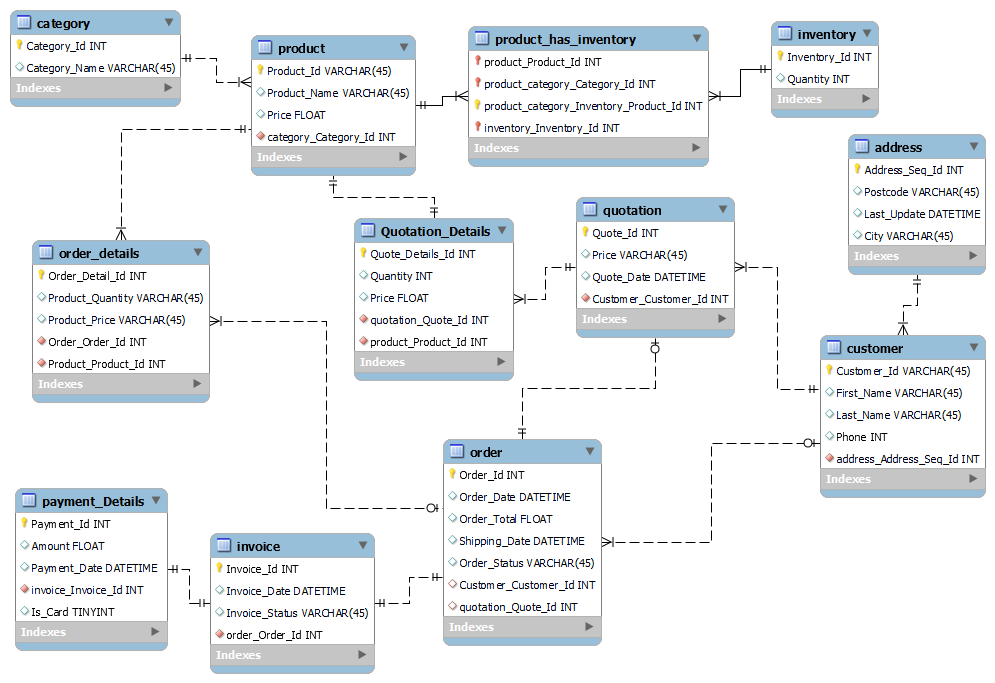 category
Category_Id INT
Category_Name VARCHAR(45)
Indexes
product
Product_Id VARCHAR(45)
Product_Name VARCHAR(45)
Price FLOAT
category_Category_Id INT
Indexes
product_has_inventory
product_Product_Id INT
product_category_Category_Id INT
product_category_Inventory_Product_Id INT
inventory_Inventory_Id INT
Indexes
inventory
Inventory_Id INT
Quantity INT
Indexes
address
Address_Seq_Id INT
Postcode VARCHAR(45)
Last_Update DATETIME
City VARCHAR(45)
Indexes
order_details
Order_Detail_Id INT
Product_Quantity VARCHAR(45)
Product_Price VARCHAR(45)
Order_Order_Id INT
Product_Product_Id INT
Indexes
Quotation_Details
Quote_Details_Id INT
Quantity INT
Price FLOAT
quotation_Quote_Id INT
product_Product_Id INT
Indexes
quotation
Quote_Id INT
Price VARCHAR(45)
Quote_Date DATETIME
Customer_Customer_Id INT
Indexes
customer
Customer_Id VARCHAR(45)
First_Name VARCHAR(45)
Last_Name VARCHAR(45)
Phone INT
address_Address_Seq_Id INT
Indexes
payment_Details
Payment_Id INT
Amount FLOAT
Payment_Date DATETIME
invoice_Invoice_Id INT
Is_Card TINYINT
Indexes
invoice
Invoice_Id INT
Invoice_Date DATETIME
Invoice_Status VARCHAR(45)
order_Order_Id INT
Indexes
order
Order_Id INT
Order_Date DATETIME
Order_Total FLOAT
Shipping_Date DATETIME
Order_Status VARCHAR(45)
Customer_Customer_Id INT
quotation_Quote_Id INT
Indexes